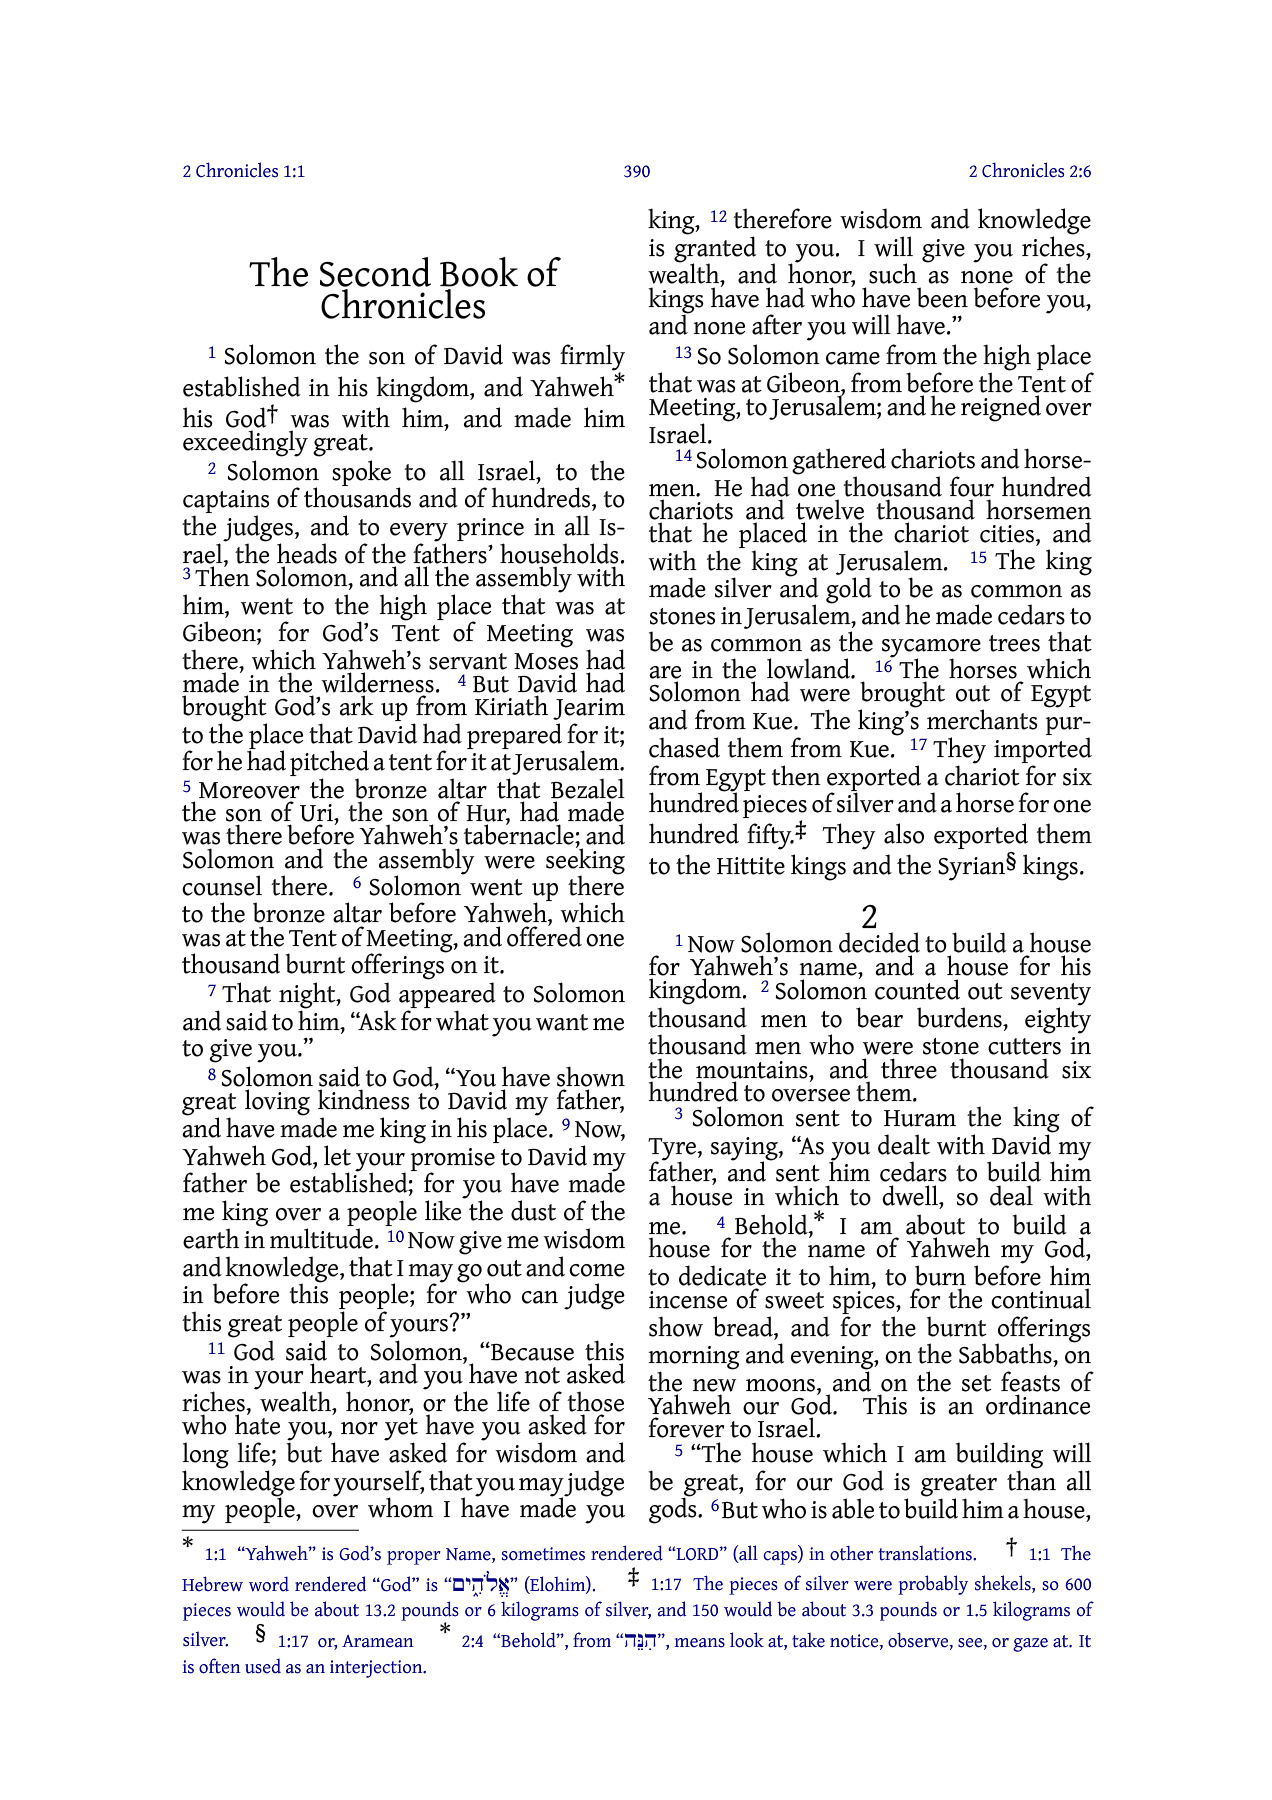 2 Chronicles 1:1 390 2 Chronicles 2:6
The Second Book of
Chronicles
1 Solomon the son of David was firmly
established in his kingdom, and Yahweh*
his God† was with him, and made him
exceedingly great.
2 Solomon spoke to all Israel, to the
captains of thousands and of hundreds, to
the judges, and to every prince in all Is-
rael, the heads of the fathers’ households.
3 Then Solomon, and all the assembly with
him, went to the high place that was at
Gibeon; for God’s Tent of Meeting was
there, which Yahweh’s servant Moses had
made in the wilderness. 4 But David had
brought God’s ark up from Kiriath Jearim
to the place that David had prepared for it;
for he had pitched a tent for it at Jerusalem.
5 Moreover the bronze altar that Bezalel
the son of Uri, the son of Hur, had made
was there before Yahweh’s tabernacle; and
Solomon and the assembly were seeking
counsel there. 6 Solomon went up there
to the bronze altar before Yahweh, which
was at the Tent of Meeting, and offered one
thousand burnt offerings on it.
7 That night, God appeared to Solomon
and said to him, “Ask for what you want me
to give you.”
8 Solomon said to God, “You have shown
great loving kindness to David my father,
and have made me king in his place. 9 Now,
Yahweh God, let your promise to David my
father be established; for you have made
me king over a people like the dust of the
earth in multitude. 10 Now give me wisdom
and knowledge, that I may go out and come
in before this people; for who can judge
this great people of yours?”
11 God said to Solomon, “Because this
was in your heart, and you have not asked
riches, wealth, honor, or the life of those
who hate you, nor yet have you asked for
long life; but have asked for wisdom and
knowledge for yourself, that you may judge
my people, over whom I have made you
king, 12 therefore wisdom and knowledge
is granted to you. I will give you riches,
wealth, and honor, such as none of the
kings have had who have been before you,
and none after you will have.”
13 So Solomon came from the high place
that was at Gibeon, from before the Tent of
Meeting, to Jerusalem; and he reigned over
Israel.
14 Solomon gathered chariots and horse-
men. He had one thousand four hundred
chariots and twelve thousand horsemen
that he placed in the chariot cities, and
with the king at Jerusalem. 15 The king
made silver and gold to be as common as
stones in Jerusalem, and he made cedars to
be as common as the sycamore trees that
are in the lowland. 16 The horses which
Solomon had were brought out of Egypt
and from Kue. The king’s merchants pur-
chased them from Kue. 17 They imported
from Egypt then exported a chariot for six
hundred pieces of silver and a horse for one
hundred fifty.‡ They also exported them
to the Hittite kings and the Syrian§ kings.
2
1 Now Solomon decided to build a house
for Yahweh’s name, and a house for his
kingdom. 2 Solomon counted out seventy
thousand men to bear burdens, eighty
thousand men who were stone cutters in
the mountains, and three thousand six
hundred to oversee them.
3 Solomon sent to Huram the king of
Tyre, saying, “As you dealt with David my
father, and sent him cedars to build him
a house in which to dwell, so deal with
me. 4 Behold,* I am about to build a
house for the name of Yahweh my God,
to dedicate it to him, to burn before him
incense of sweet spices, for the continual
show bread, and for the burnt offerings
morning and evening, on the Sabbaths, on
the new moons, and on the set feasts of
Yahweh our God. This is an ordinance
forever to Israel.
5 “The house which I am building will
be great, for our God is greater than all
gods. 6 But who is able to build him a house,
* 1:1 “Yahweh” is God’s proper Name, sometimes rendered “LORD” (all caps) in other translations. † 1:1 The
Hebrew word rendered “God” is “אֱלֹהִ֑ים” (Elohim). ‡ 1:17 The pieces of silver were probably shekels, so 600
pieces would be about 13.2 pounds or 6 kilograms of silver, and 150 would be about 3.3 pounds or 1.5 kilograms of
silver. § 1:17 or, Aramean * 2:4 “Behold”, from “הִנֵּה”, means look at, take notice, observe, see, or gaze at. It
is often used as an interjection.